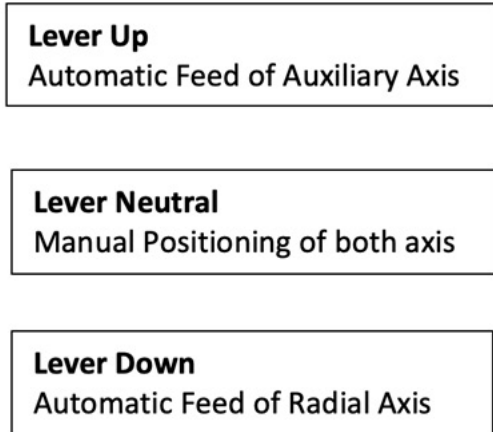 Lever Up
Automatic Feed of Auxiliary Axis
Lever Neutral
Manual Positioning of both axis
Lever Down
Automatic Feed of Radial Axis